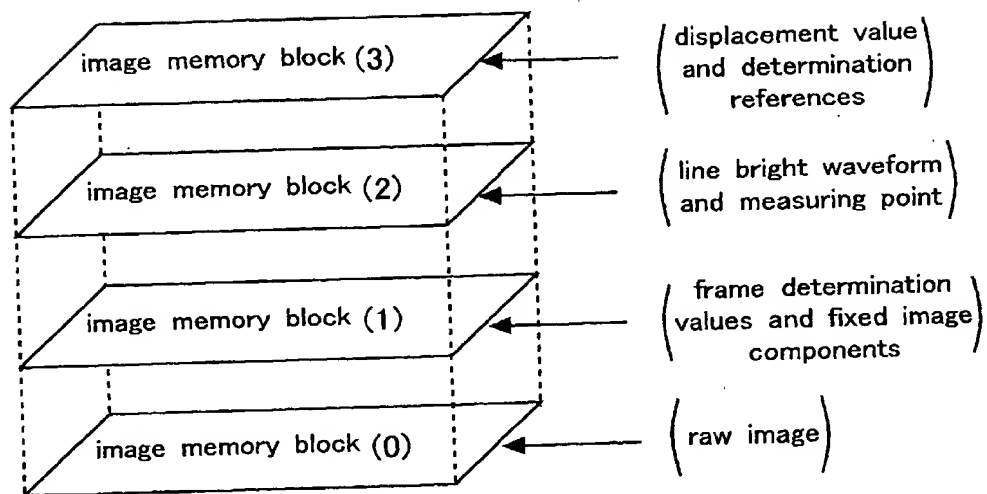 image memory block (3)
displacement value
and determination
references
image memory block (2)
line bright waveform
and measuring point
image memory block (1)
frame determination
values and fixed image
components
image memory block (0)
raw image